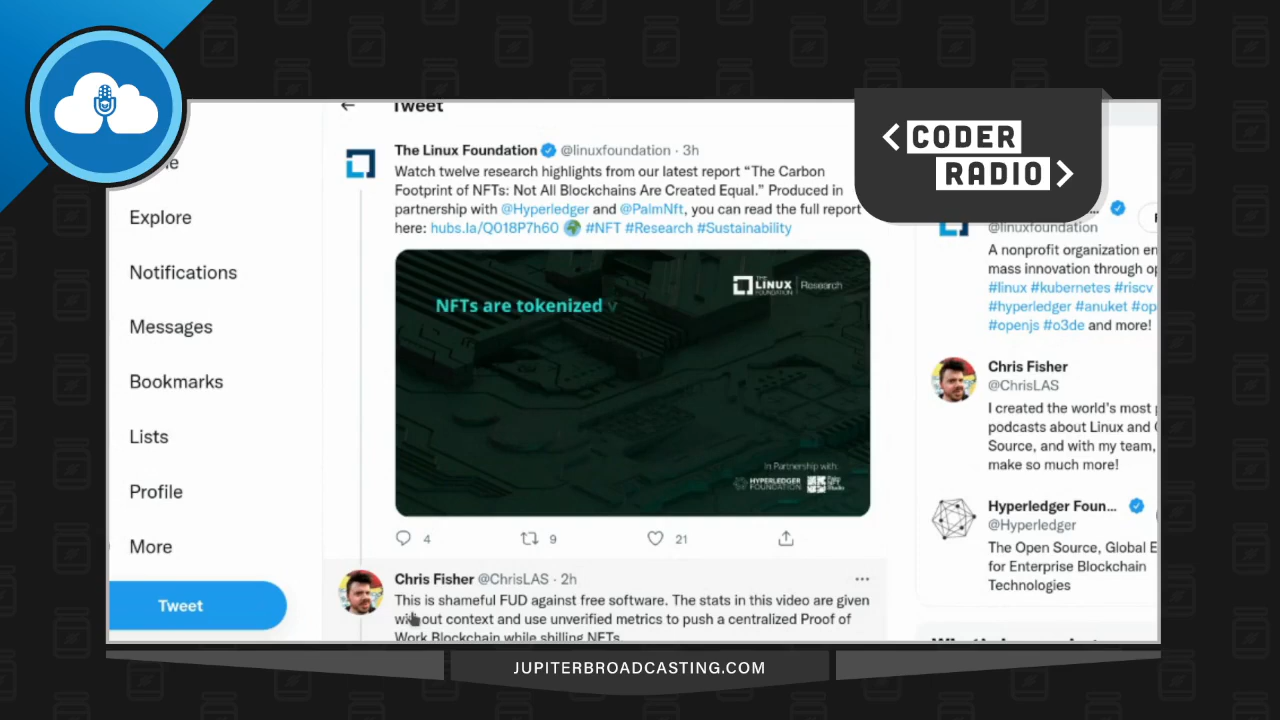 Tweet
The Linux Foundation @linuxfoundation · 3h
Watch twelve research highlights from our latest report “The Carbon
Footprint of NFTs: Not All Blockchains Are Created Equal.” Produced in
partnership with @Hyperledger and @PalmNft, you can read the full report
here: hubs.la/Q018P7h60 #NFT #Research #Sustainability
NFTs are tokenized v
THE
LINUX
FOUNDATION
Research
In Partnership with:
HYPERLEDGER
FOUNDATION
4
9
21
Chris Fisher @ChrisLAS · 2h
This is shameful FUD against free software. The stats in this video are given
without context and use unverified metrics to push a centralized Proof of
Work Blockchain while shilling NFTs.
Explore
Notifications
Messages
Bookmarks
Lists
Profile
More
Tweet
CODER
RADIO
@linuxfoundation
A nonprofit organization en
mass innovation through op
#linux #kubernetes #riscv
#hyperledger #anuket #op
#openjs #o3de and more!
Chris Fisher
@ChrisLAS
I created the world's most p
podcasts about Linux and
Source, and with my team,
make so much more!
Hyperledger Foun...
@Hyperledger
The Open Source, Global E
for Enterprise Blockchain
Technologies
JUPITERBROADCASTING.COM